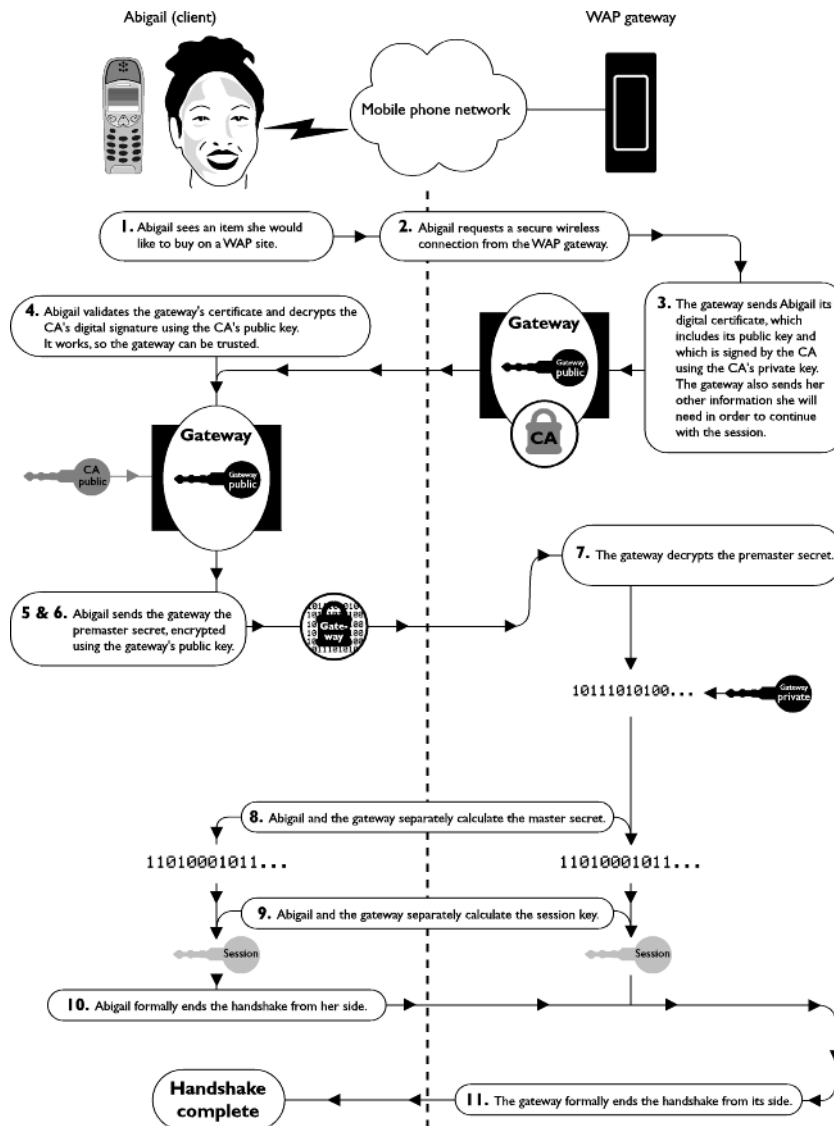 Abigail (client)
WAP gateway
Mobile phone network
1. Abigail sees an item she would
like to buy on a WAP site.
2. Abigail requests a secure wireless
connection from the WAP gateway.
3. The gateway sends Abigail its
digital certificate, which
includes its public key and
which is signed by the CA
using the CA's private key.
The gateway also sends her
other information she will
need in order to continue
with the session.
4. Abigail validates the gateway's certificate and decrypts the
CA's digital signature using the CA's public key.
It works, so the gateway can be trusted.
Gateway
Gateway
public
CA
Gateway
CA
public
Gateway
public
5 & 6. Abigail sends the gateway the
premaster secret, encrypted
using the gateway's public key.
Gate-
way
7. The gateway decrypts the premaster secret.
10111010100...
Gateway
private
8. Abigail and the gateway separately calculate the master secret.
11010001011...
11010001011...
9. Abigail and the gateway separately calculate the session key.
Session
Session
10. Abigail formally ends the handshake from her side.
11. The gateway formally ends the handshake from its side.
Handshake
complete